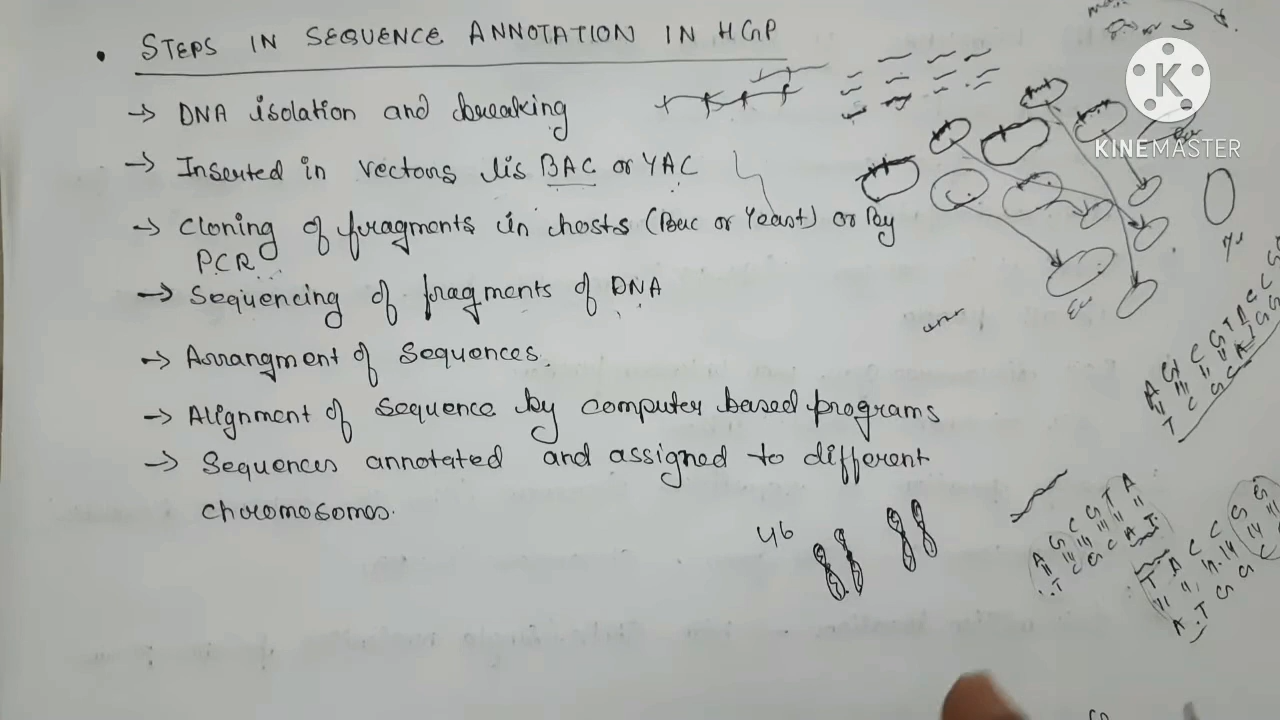 • STEPS IN SEQUENCE ANNOTATION IN HGP
→ DNA isolation and breaking
→ Inserted in vectors BAC or YAC
→ Cloning of fragments in hosts (Bac or Yeast) or By
PCR
→ Sequencing of fragments of DNA
→ Arrangment of sequences.
→ Alignment of sequence by computer based programs
→ Sequences annotated and assigned to different
chromosomes.
46
K
KINEMASTER
A G C G T A
T C G C A T